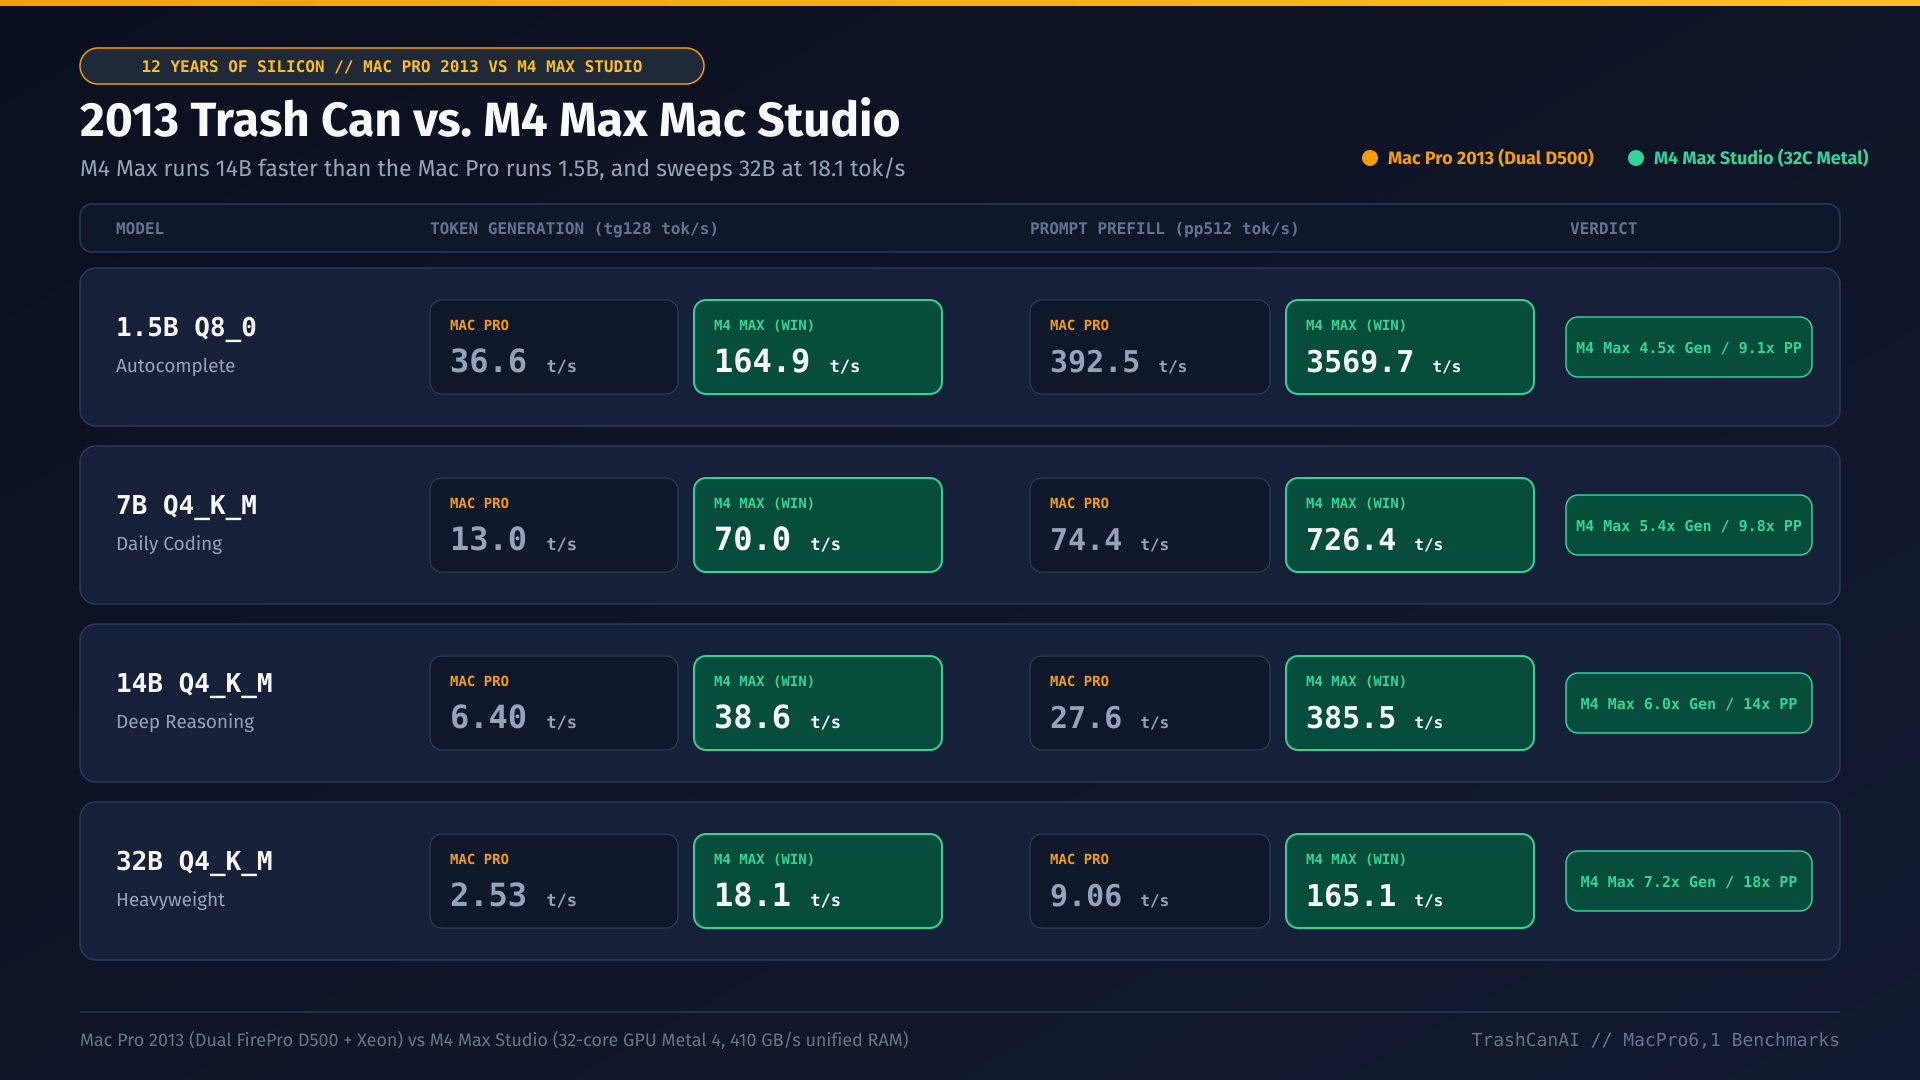 12 YEARS OF SILICON // MAC PRO 2013 VS M4 MAX STUDIO
2013 Trash Can vs. M4 Max Mac Studio
M4 Max runs 14B faster than the Mac Pro runs 1.5B, and sweeps 32B at 18.1 tok/s
Mac Pro 2013 (Dual D500) M4 Max Studio (32C Metal)
MODEL TOKEN GENERATION (tg128 tok/s) PROMPT PREFILL (pp512 tok/s) VERDICT
1.5B Q8_0
Autocomplete
MAC PRO
36.6 t/s
M4 MAX (WIN)
164.9 t/s
MAC PRO
392.5 t/s
M4 MAX (WIN)
3569.7 t/s
M4 Max 4.5x Gen / 9.1x PP
7B Q4_K_M
Daily Coding
MAC PRO
13.0 t/s
M4 MAX (WIN)
70.0 t/s
MAC PRO
74.4 t/s
M4 MAX (WIN)
726.4 t/s
M4 Max 5.4x Gen / 9.8x PP
14B Q4_K_M
Deep Reasoning
MAC PRO
6.40 t/s
M4 MAX (WIN)
38.6 t/s
MAC PRO
27.6 t/s
M4 MAX (WIN)
385.5 t/s
M4 Max 6.0x Gen / 14x PP
32B Q4_K_M
Heavyweight
MAC PRO
2.53 t/s
M4 MAX (WIN)
18.1 t/s
MAC PRO
9.06 t/s
M4 MAX (WIN)
165.1 t/s
M4 Max 7.2x Gen / 18x PP
Mac Pro 2013 (Dual FirePro D500 + Xeon) vs M4 Max Studio (32-core GPU Metal 4, 410 GB/s unified RAM)
TrashCanAI // MacPro6,1 Benchmarks